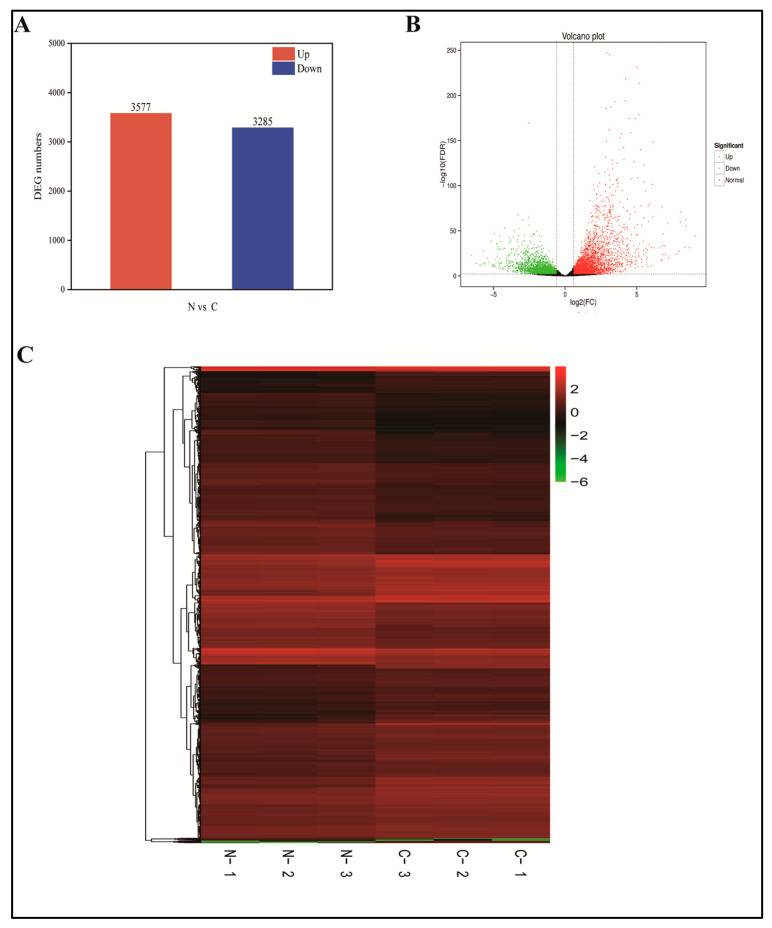 A
5000
4000
3000
2000
1000
0
DEG numbers
3577
3285
Up
Down
N vs C
B
Volcano plot
250
200
150
100
50
0
-log10(FDR)
-5
0
5
log2(FC)
Significant
Up
Down
Normal
C
2
0
-2
-4
-6
N-1
N-2
N-3
C-3
C-2
C-1